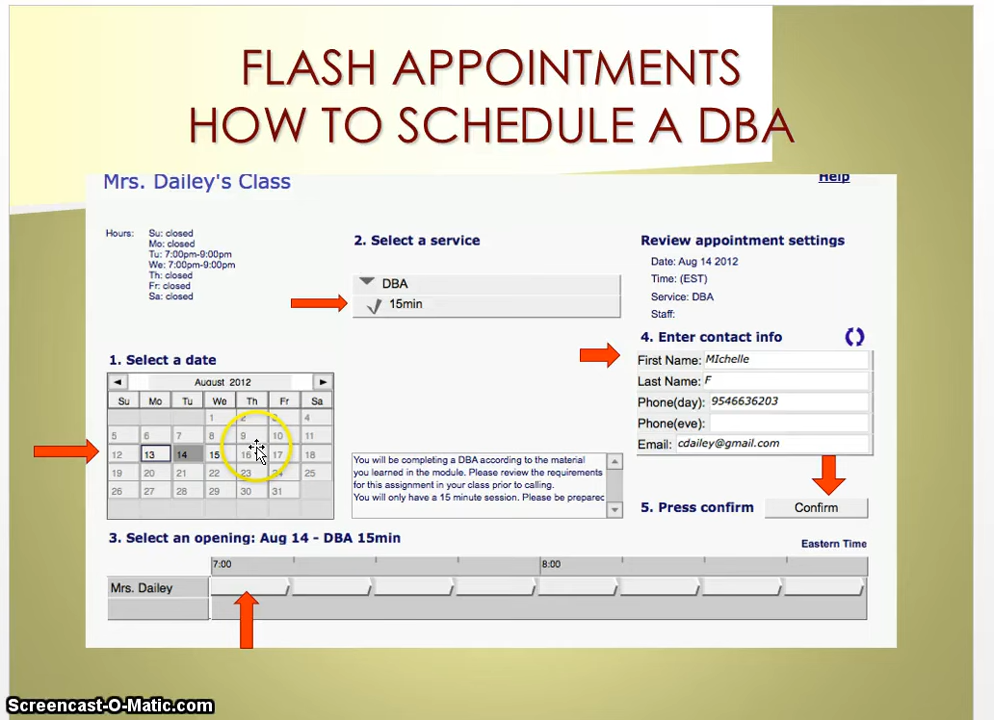 FLASH APPOINTMENTS
HOW TO SCHEDULE A DBA
Mrs. Dailey's Class
Help
Hours:
Su: closed
Mo: closed
Tu: 7:00pm-9:00pm
We: 7:00pm-9:00pm
Th: closed
Fr: closed
Sa: closed
1. Select a date
August 2012
Su Mo Tu We Th Fr Sa
1 2 3 4
5 6 7 8 9 10 11
12 13 14 15 16 17 18
19 20 21 22 23 24 25
26 27 28 29 30 31
2. Select a service
DBA
15min
You will be completing a DBA according to the material
you learned in the module. Please review the requirements
for this assignment in your class prior to calling.
You will only have a 15 minute session. Please be preparec
Review appointment settings
Date: Aug 14 2012
Time: (EST)
Service: DBA
Staff:
4. Enter contact info
First Name: MIchelle
Last Name: F
Phone(day): 9546636203
Phone(eve):
Email: cdailey@gmail.com
5. Press confirm
Confirm
3. Select an opening: Aug 14 - DBA 15min
Eastern Time
7:00 8:00
Mrs. Dailey
Screencast-O-Matic.com